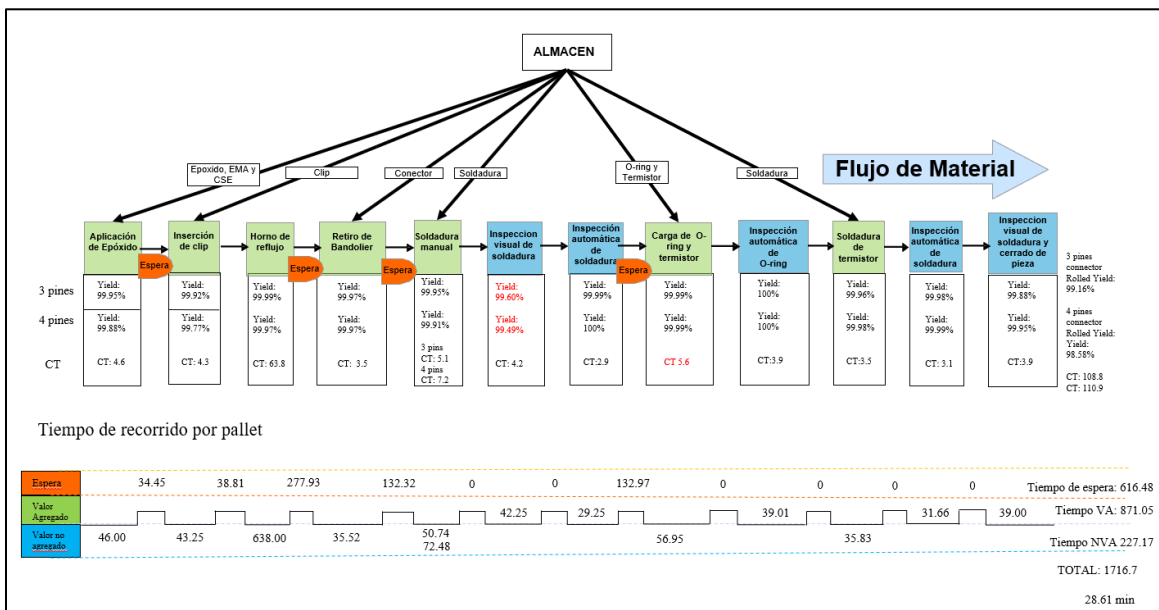 ALMACEN
Epoxido, EMA y
CSE
Clip
Conector
Soldadura
O-ring y
Termistor
Soldadura
Flujo de Material
Aplicación
de Epóxido
Inserción
de clip
Horno de
reflujo
Retiro de
Bandolier
Soldadura
manual
Inspeccion
visual de
soldadura
Inspección
automática
de
soldadura
Carga de O-
ring y
termistor
Inspección
automática
de
O-ring
Soldadura
de
termistor
Inspección
automática
de
soldadura
Inspeccion
visual de
soldadura y
cerrado de
pieza
Espera
Espera
Espera
Espera
3 pines
Yield:
99.95%
Yield:
99.92%
Yield:
99.99%
Yield:
99.97%
Yield:
99.95%
Yield:
99.60%
Yield:
99.99%
Yield:
99.99%
Yield:
100%
Yield:
99.96%
Yield:
99.98%
Yield:
99.88%
3 pines
connector
Rolled Yield:
99.16%
4 pines
Yield:
99.88%
Yield:
99.77%
Yield:
99.97%
Yield:
99.97%
Yield:
99.91%
Yield:
99.49%
Yield:
100%
Yield:
99.99%
Yield:
100%
Yield:
99.98%
Yield:
99.99%
Yield:
99.95%
4 pines
connector
Rolled Yield:
Yield:
98.58%
CT
CT: 4.6
CT: 4.3
CT: 63.8
CT: 3.5
3 pins
CT: 5.1
4 pins
CT: 7.2
CT: 4.2
CT:2.9
CT 5.6
CT:3.9
CT:3.5
CT: 3.1
CT:3.9
CT: 108.8
CT: 110.9
Tiempo de recorrido por pallet
Espera
34.45 38.81 277.93 132.32 0 0 132.97 0 0 0 0
Tiempo de espera: 616.48
Valor
Agregado
42.25 29.25 39.01 31.66 39.00
Tiempo VA: 871.05
Valor no
agregado
46.00 43.25 638.00 35.52 50.74
72.48
56.95 35.83
Tiempo NVA 227.17
TOTAL: 1716.7
28.61 min